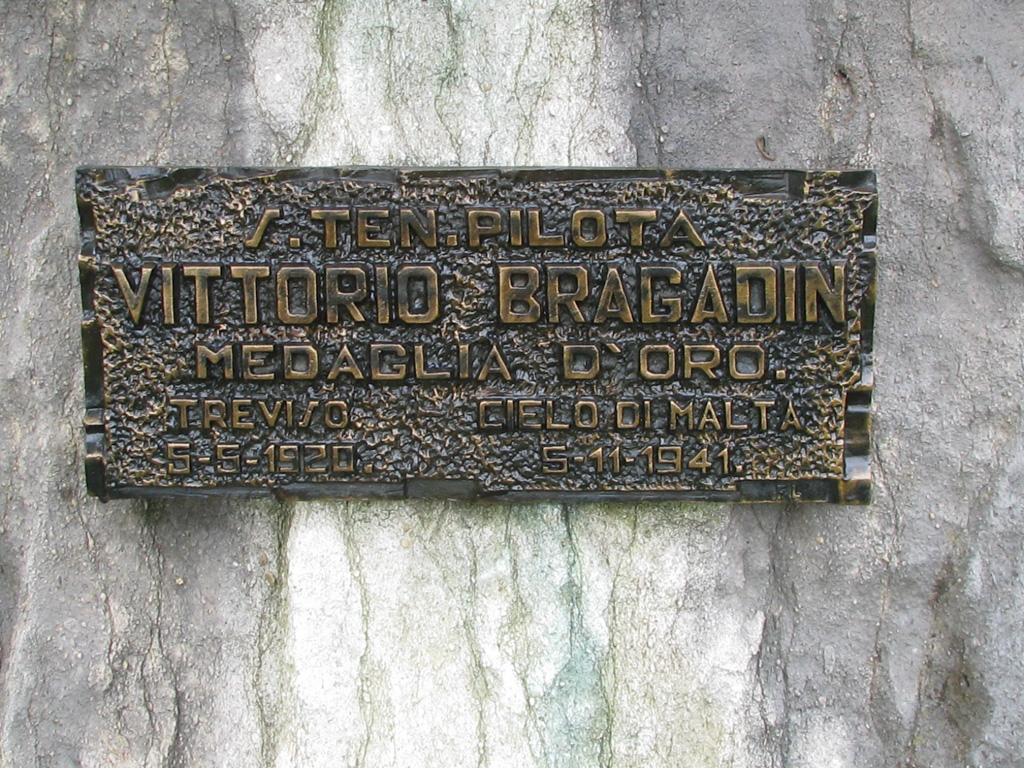 S. TEN. PILOTA
VITTORIO BRAGADIN
MEDAGLIA D`ORO.
TREVISO CIELO DI MALTA
5-5-1920. 5-11-1941.